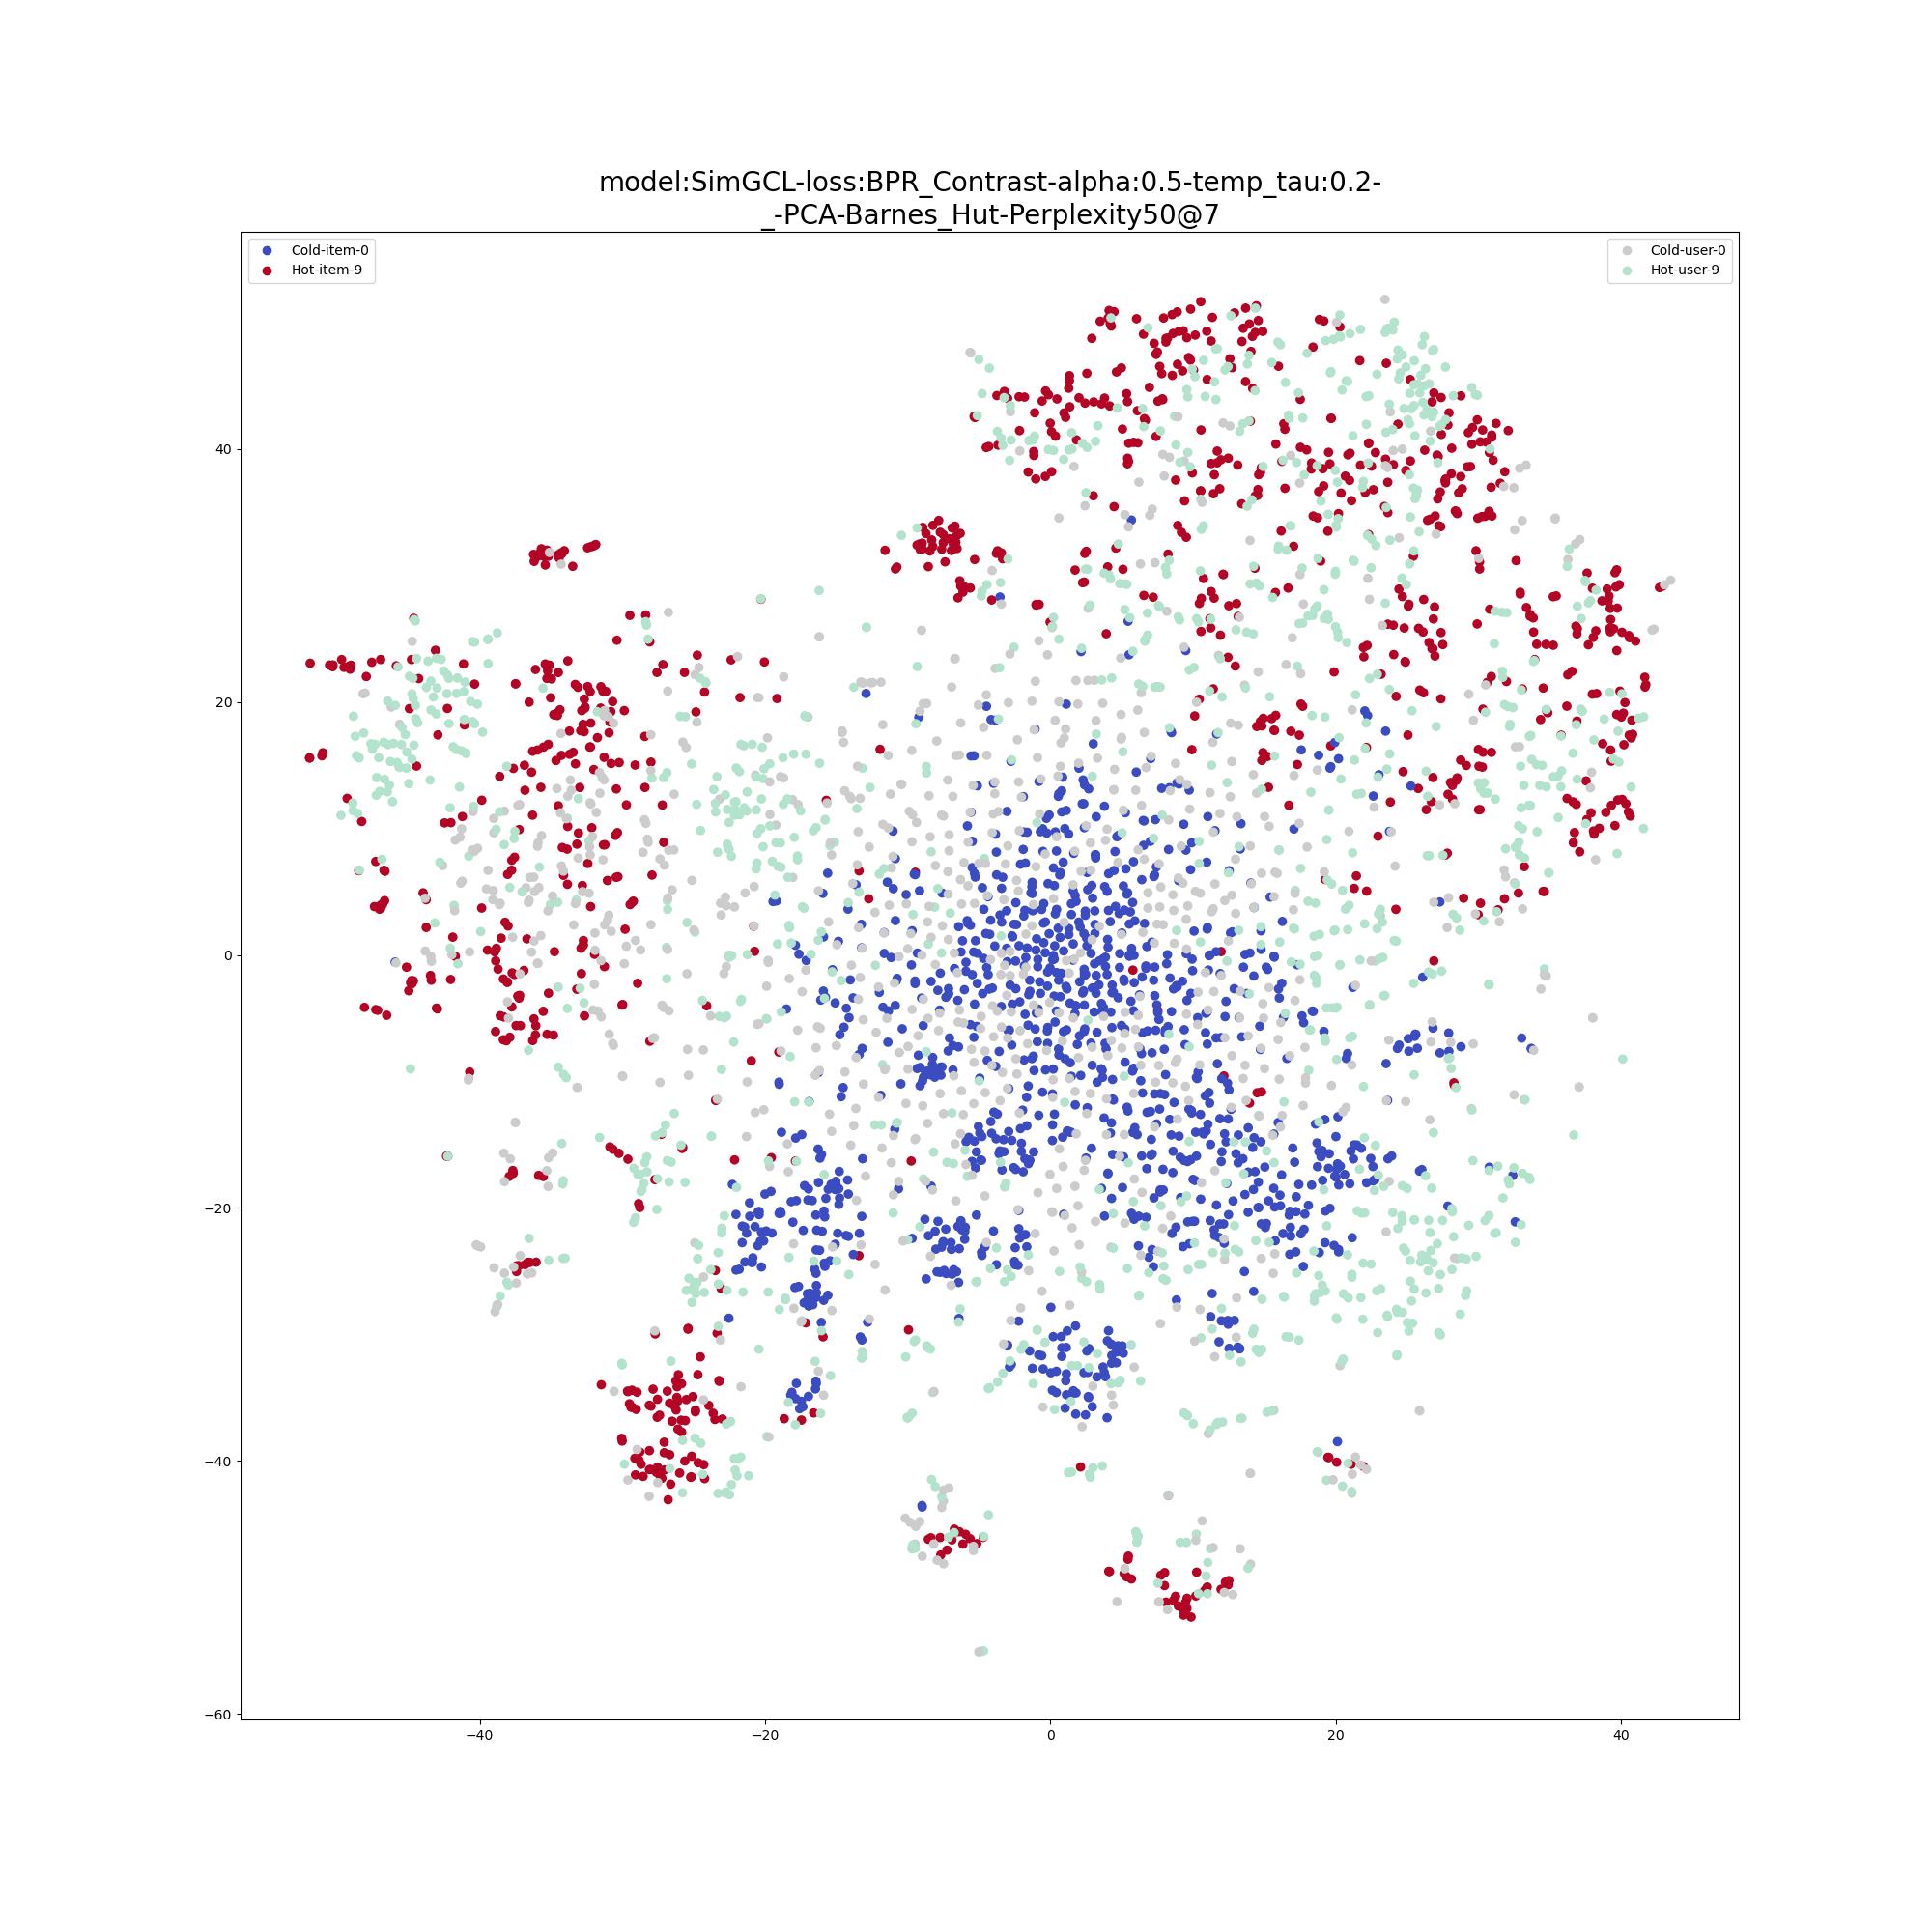 model:SimGCL-loss:BPR_Contrast-alpha:0.5-temp_tau:0.2-
_-PCA-Barnes_Hut-Perplexity50@7
Cold-item-0
Hot-item-9
Cold-user-0
Hot-user-9
40
20
0
−20
−40
−60
−40
−20
0
20
40